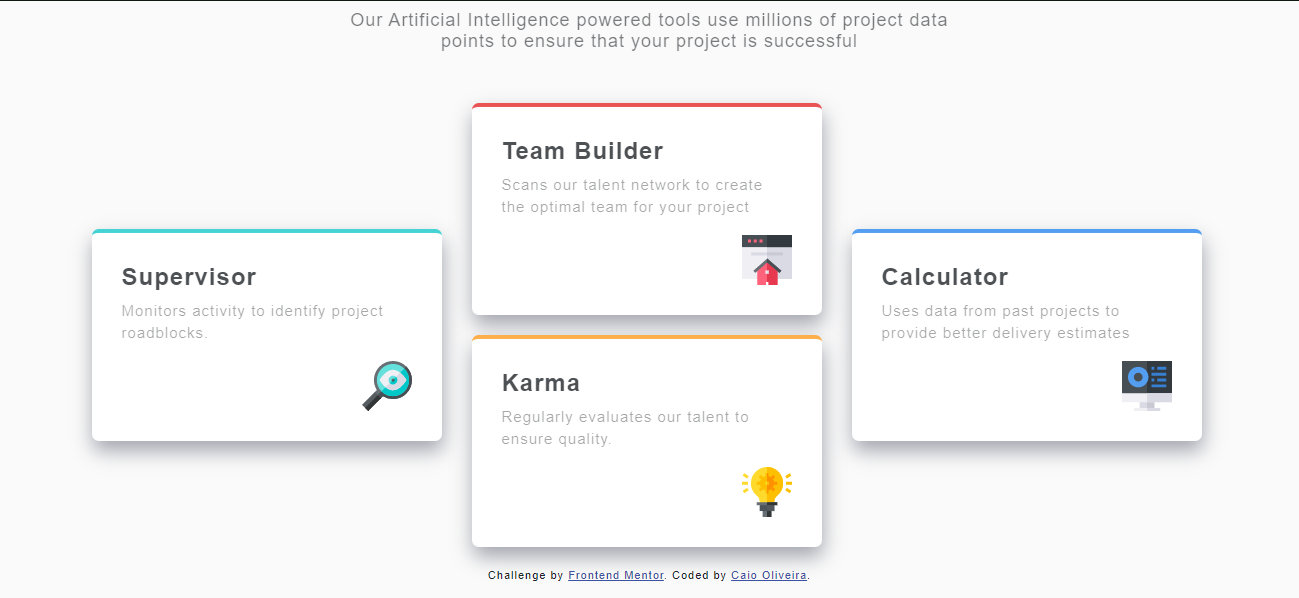 Our Artificial Intelligence powered tools use millions of project data
points to ensure that your project is successful
Supervisor
Monitors activity to identify project
roadblocks.
Team Builder
Scans our talent network to create
the optimal team for your project
Karma
Regularly evaluates our talent to
ensure quality.
Calculator
Uses data from past projects to
provide better delivery estimates
Challenge by Frontend Mentor. Coded by Caio Oliveira.